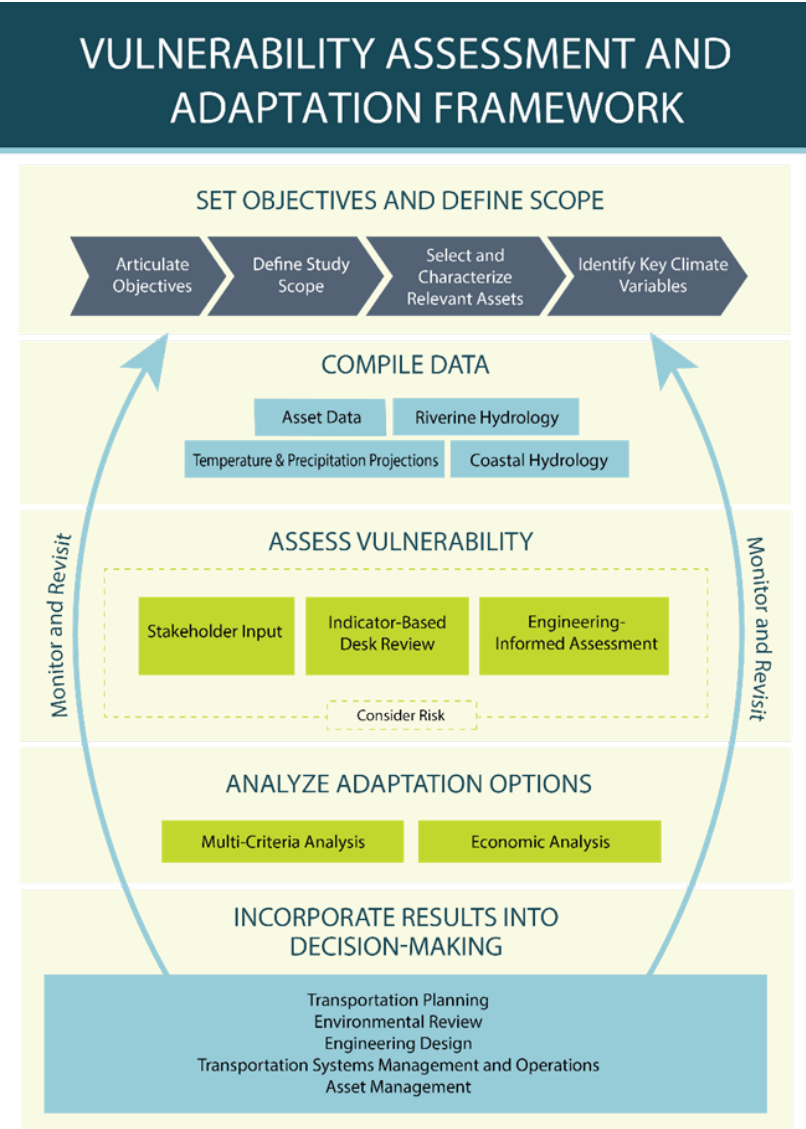 VULNERABILITY ASSESSMENT AND
ADAPTATION FRAMEWORK
SET OBJECTIVES AND DEFINE SCOPE
Articulate
Objectives
Define Study
Scope
Select and
Characterize
Relevant Assets
Identify Key Climate
Variables
COMPILE DATA
Asset Data
Riverine Hydrology
Temperature & Precipitation Projections
Coastal Hydrology
ASSESS VULNERABILITY
Stakeholder Input
Indicator-Based
Desk Review
Engineering-
Informed Assessment
Consider Risk
Monitor and Revisit
Monitor and Revisit
ANALYZE ADAPTATION OPTIONS
Multi-Criteria Analysis
Economic Analysis
INCORPORATE RESULTS INTO
DECISION-MAKING
Transportation Planning
Environmental Review
Engineering Design
Transportation Systems Management and Operations
Asset Management